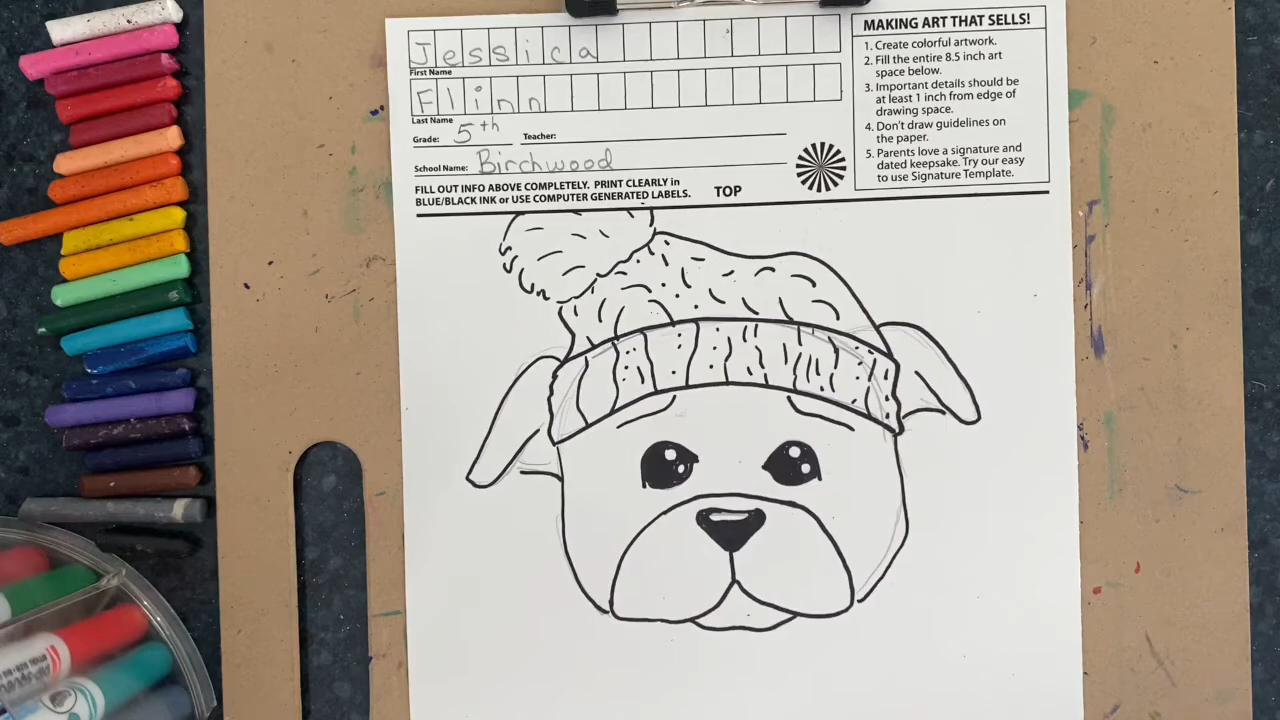 Jessica
First Name
Flinn
Last Name
Grade: 5th Teacher:
School Name: Birchwood
FILL OUT INFO ABOVE COMPLETELY. PRINT CLEARLY in
BLUE/BLACK INK or USE COMPUTER GENERATED LABELS.
TOP
MAKING ART THAT SELLS!
1. Create colorful artwork.
2. Fill the entire 8.5 inch art
space below.
3. Important details should be
at least 1 inch from edge of
drawing space.
4. Don't draw guidelines on
the paper.
5. Parents love a signature and
dated keepsake. Try our easy
to use Signature Template.